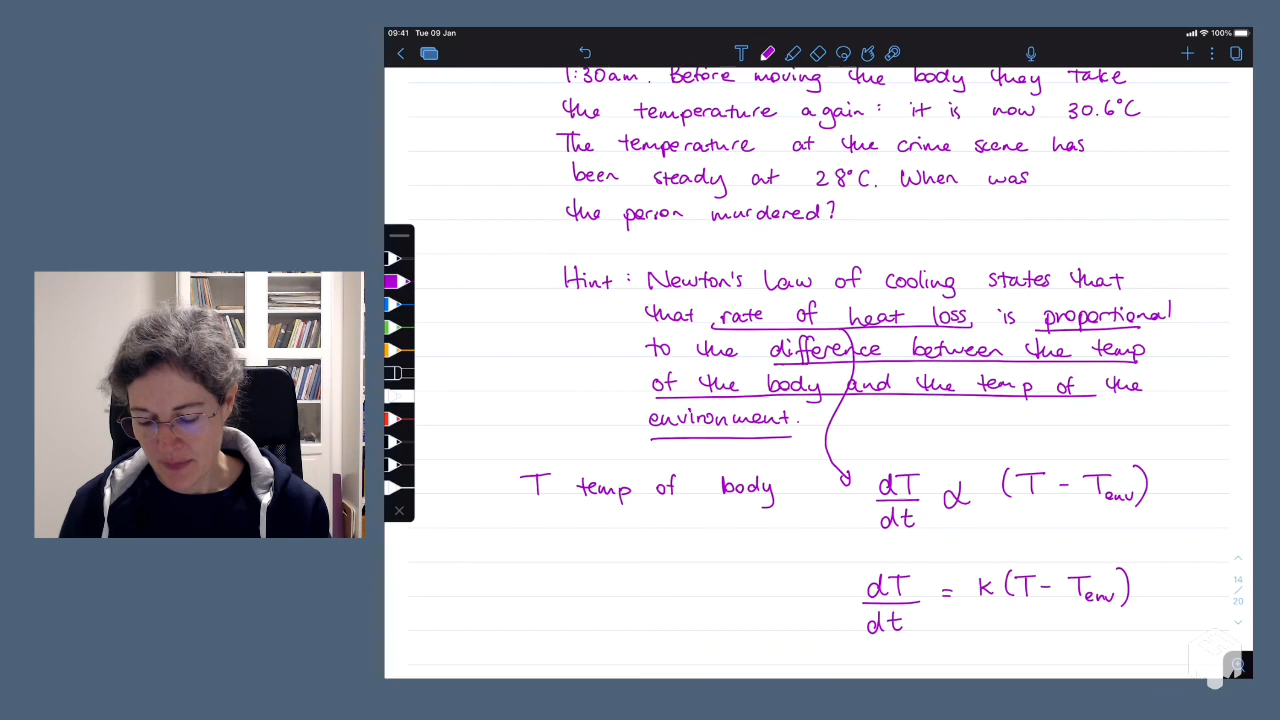 09:41 Tue 09 Jan
100%
1:30am. Before moving the body they take
the temperature again: it is now 30.6°C
The temperature at the crime scene has
been steady at 28°C. When was
the person murdered?
Hint: Newton's Law of cooling states that
that rate of heat loss is proportional
to the difference between the temp
of the body and the temp of the
environment.
T temp of body dT/dt ∝ (T - Tenv)
dT/dt = k(T - Tenv)
14
/
20